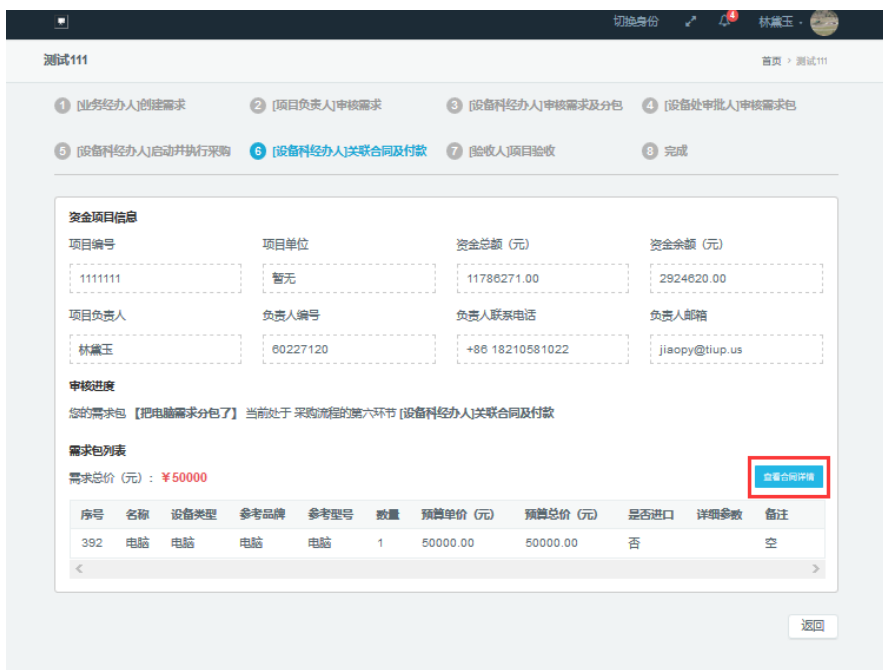 切换身份 4 林黛玉
测试111 首页 > 测试111
1 [业务经办人]创建需求 2 [项目负责人]审核需求 3 [设备科经办人]审核需求及分包 4 [设备处审批人]审核需求包
5 [设备科经办人]启动并执行采购 6 [设备科经办人]关联合同及付款 7 [验收人]项目验收 8 完成
资金项目信息
项目编号 项目单位 资金总额（元） 资金余额（元）
1111111 暂无 11786271.00 2924620.00
项目负责人 负责人编号 负责人联系电话 负责人邮箱
林黛玉 60227120 +86 18210581022 jiaopy@tiup.us
审核进度
您的需求包 【把电脑需求分包了】 当前处于 采购流程的第六环节 [设备科经办人]关联合同及付款
需求包列表
需求总价（元）: ￥50000 查看合同详情
序号 名称 设备类型 参考品牌 参考型号 数量 预算单价（元） 预算总价（元） 是否进口 详细参数 备注
392 电脑 电脑 电脑 电脑 1 50000.00 50000.00 否 空
返回